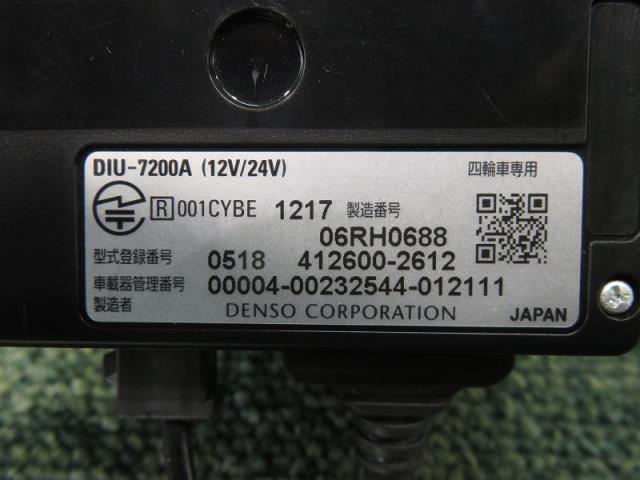 DIU-7200A (12V/24V) 四輪車専用
R 001CYBE 1217 製造番号
06RH0688
型式登録番号 0518 412600-2612
車載器管理番号 00004-00232544-012111
製造者 DENSO CORPORATION JAPAN